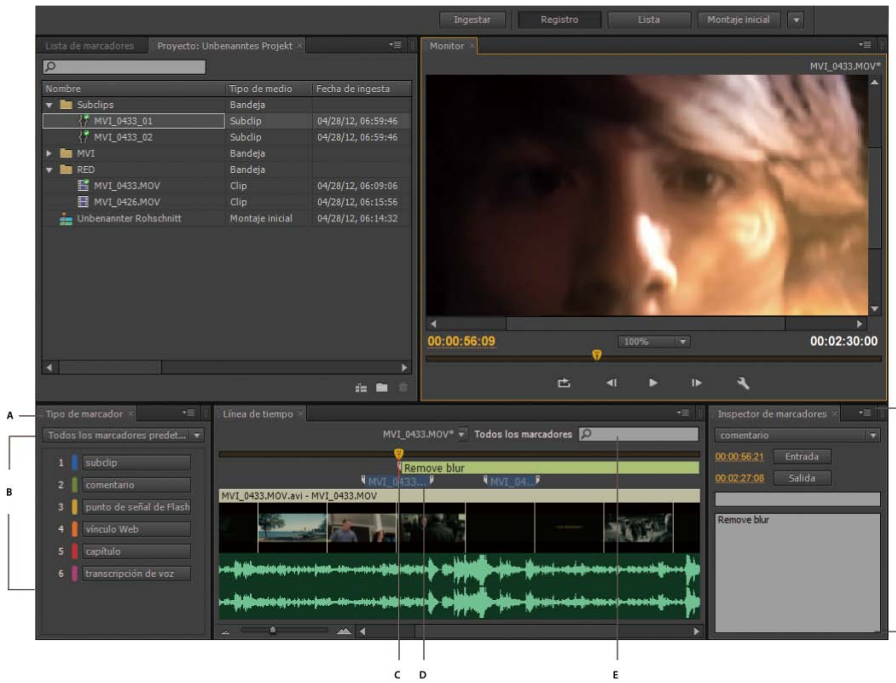 Ingestar Registro Lista Montaje inicial
Lista de marcadores Proyecto: Unbenanntes Projekt
Nombre Tipo de medio Fecha de ingesta
Subclips Bandeja
MVI_0433_01 Subclip 04/28/12, 06:59:46
MVI_0433_02 Subclip 04/28/12, 06:59:46
MVI Bandeja
RED Bandeja
MVI_0433.MOV Clip 04/28/12, 06:09:06
MVI_0426.MOV Clip 04/28/12, 06:15:56
Unbenannter Rohschnitt Montaje inicial 04/28/12, 06:14:32
Monitor
MVI_0433.MOV*
00:00:56:09 100% 00:02:30:00
A
Tipo de marcador
Todos los marcadores predet...
B
1 subclip
2 comentario
3 punto de señal de Flash
4 vínculo Web
5 capítulo
6 transcripción de voz
Línea de tiempo
MVI_0433.MOV* Todos los marcadores
Remove blur
MVI_0433... MVI_04...
MVI_0433.MOV.avi - MVI_0433.MOV
Inspector de marcadores
comentario
00:00:56:21 Entrada
00:02:27:08 Salida
Remove blur
C D E